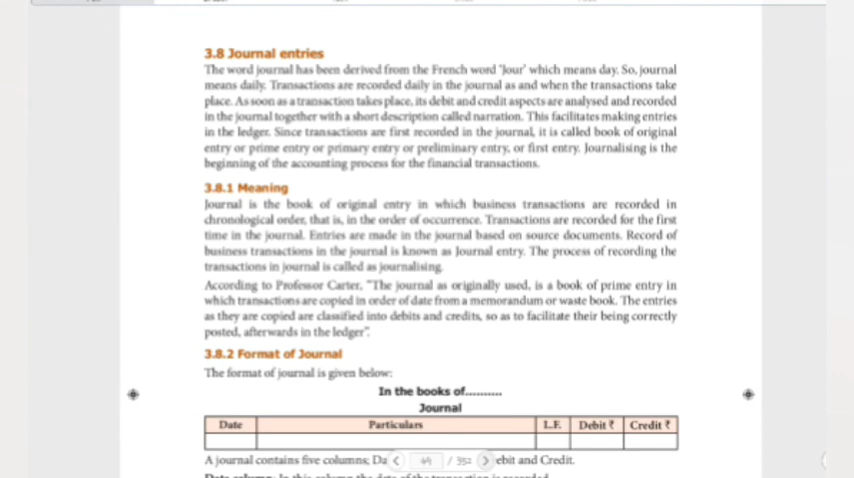 3.8 Journal entries
The word journal has been derived from the French word 'Jour' which means day. So, journal
means daily. Transactions are recorded daily in the journal as and when the transactions take
place. As soon as a transaction takes place, its debit and credit aspects are analysed and recorded
in the journal together with a short description called narration. This facilitates making entries
in the ledger. Since transactions are first recorded in the journal, it is called book of original
entry or prime entry or primary entry or preliminary entry, or first entry. Journalising is the
beginning of the accounting process for the financial transactions.
3.8.1 Meaning
Journal is the book of original entry in which business transactions are recorded in
chronological order, that is, in the order of occurrence. Transactions are recorded for the first
time in the journal. Entries are made in the journal based on source documents. Record of
business transactions in the journal is known as Journal entry. The process of recording the
transactions in journal is called as journalising.
According to Professor Carter, "The journal as originally used, is a book of prime entry in
which transactions are copied in order of date from a memorandum or waste book. The entries
as they are copied are classified into debits and credits, so as to facilitate their being correctly
posted, afterwards in the ledger".
3.8.2 Format of Journal
The format of journal is given below:
In the books of..........
Journal
Date Particulars L.F. Debit ₹ Credit ₹
A journal contains five columns; Da < 49 / 352 > ebit and Credit.